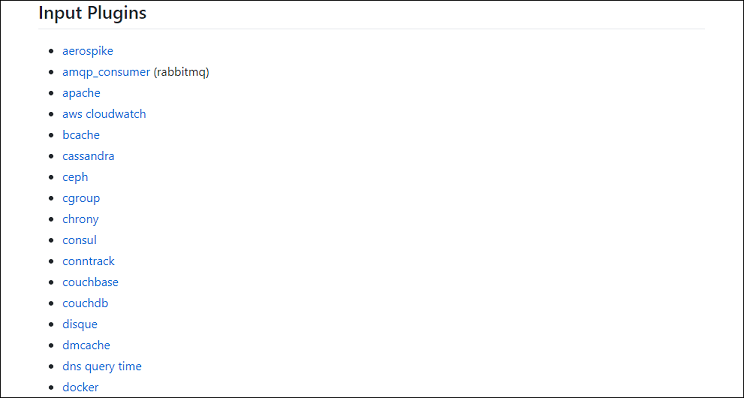 Input Plugins
aerospike
amqp_consumer (rabbitmq)
apache
aws cloudwatch
bcache
cassandra
ceph
cgroup
chrony
consul
conntrack
couchbase
couchdb
disque
dmcache
dns query time
docker